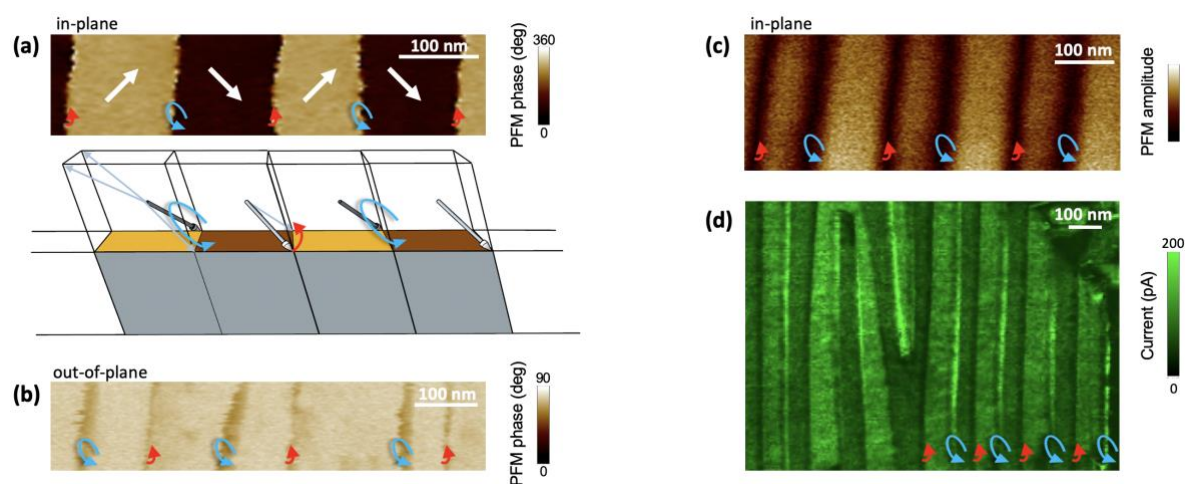 in-plane
(a)
100 nm
360
PFM phase (deg)
0
out-of-plane
(b)
100 nm
90
PFM phase (deg)
0
in-plane
(c)
100 nm
PFM amplitude
(d)
100 nm
200
Current (pA)
0